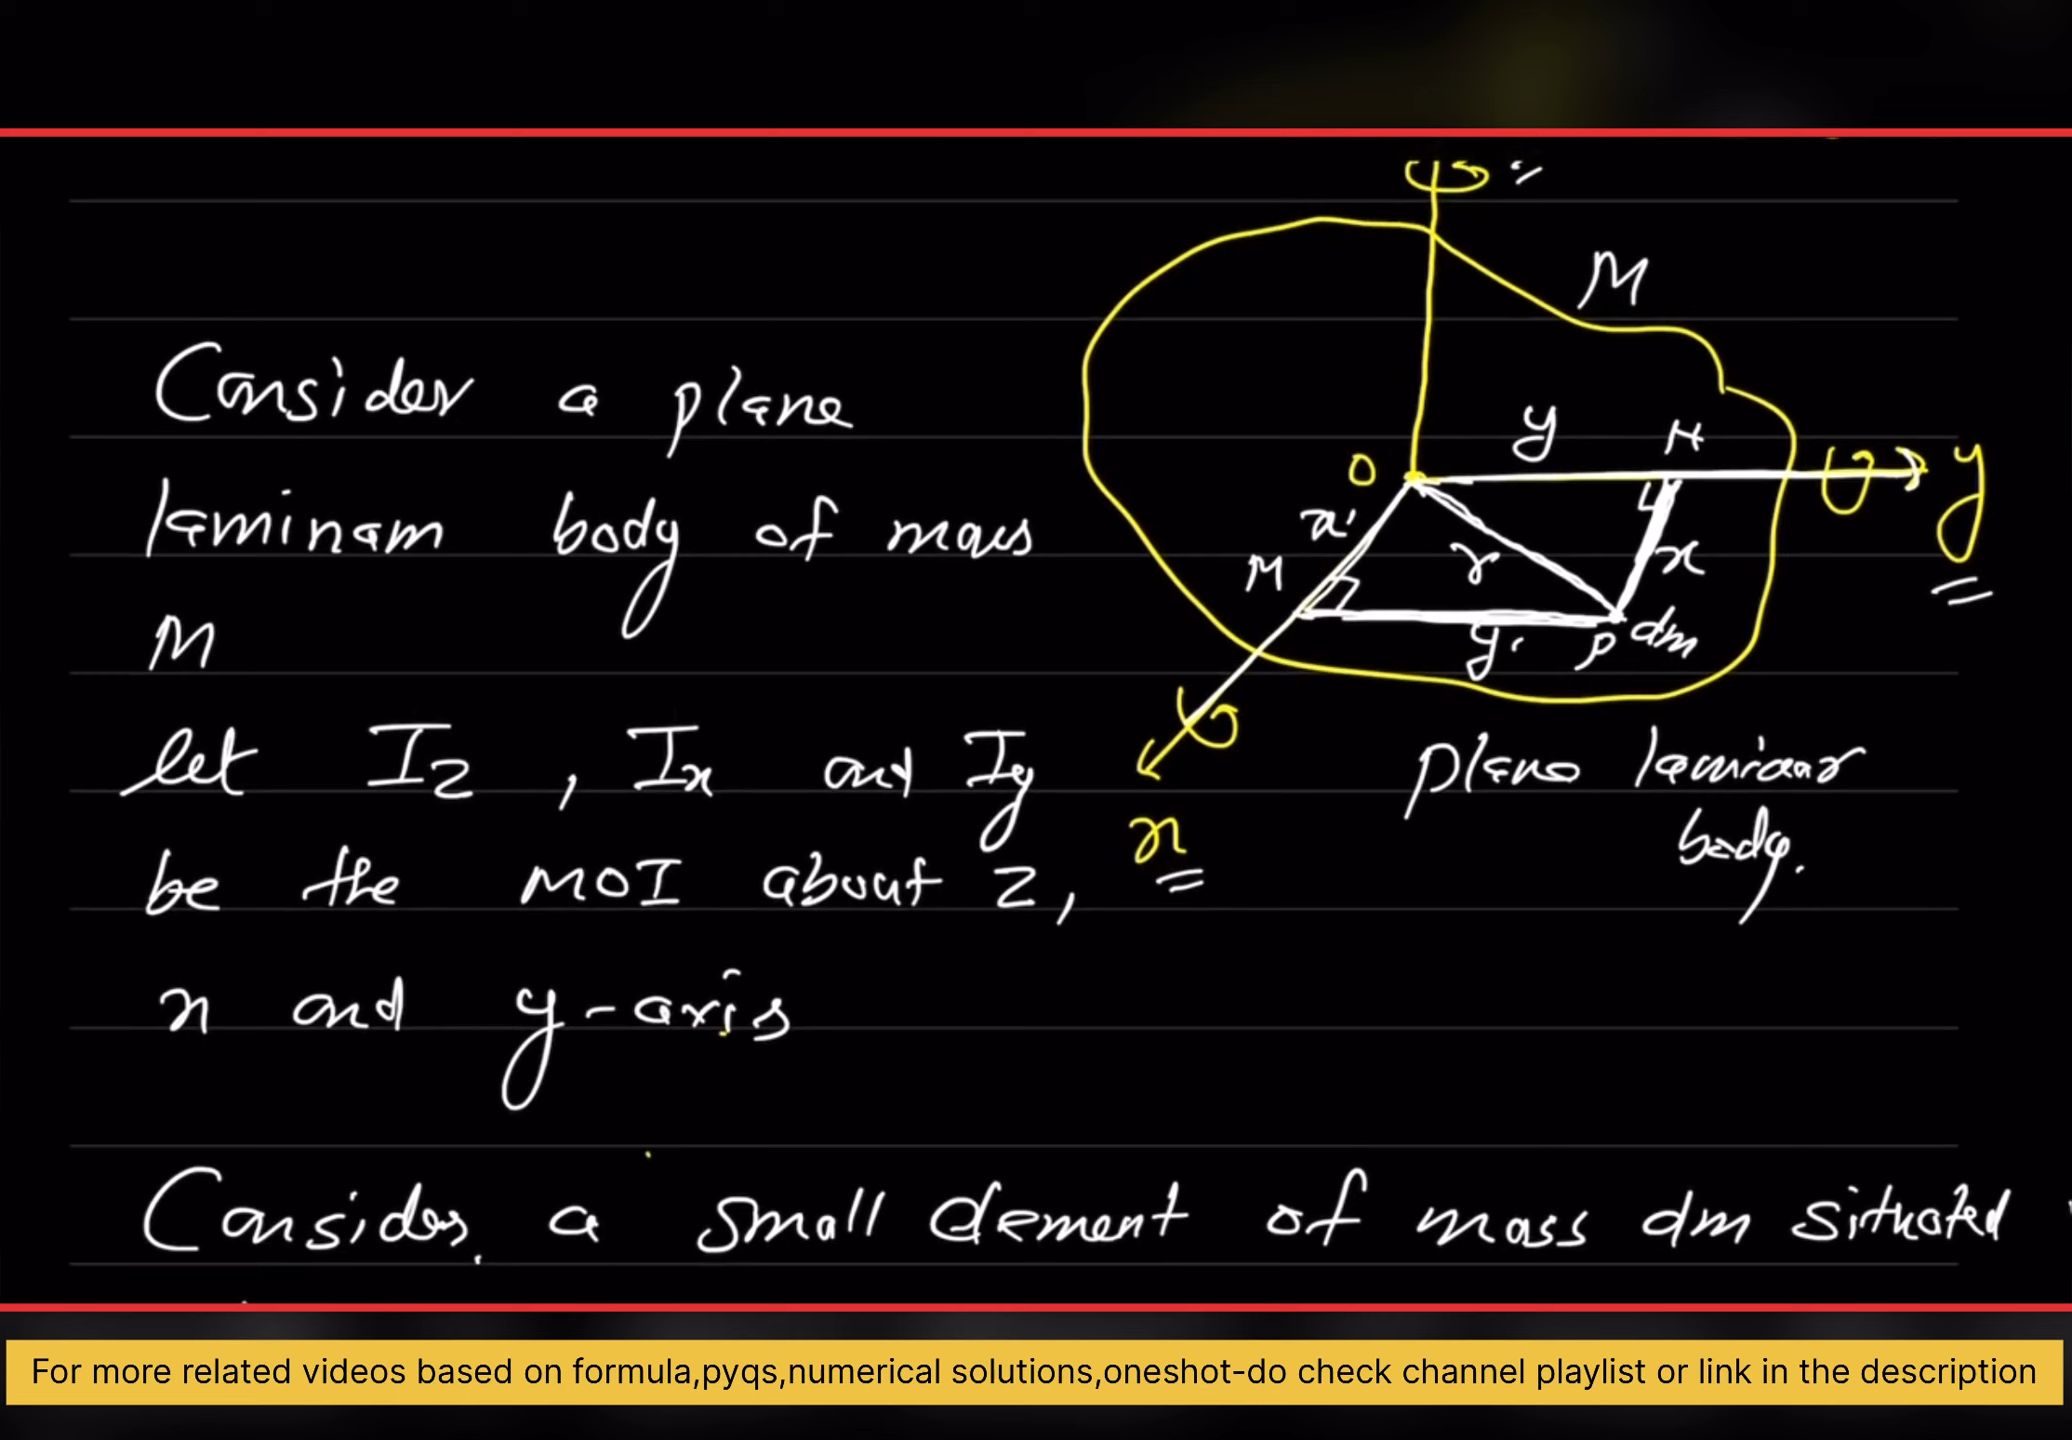 M
Consider a plane
y
N
O
y
laminam body of mass
x
M
r
x
y
P
dm
M
let Iz , Ix and Iy
plane laminar
body.
x
be the MOI about z,
x and y-axis
Consider a small element of mass dm situated
For more related videos based on formula,pyqs,numerical solutions,oneshot-do check channel playlist or link in the description